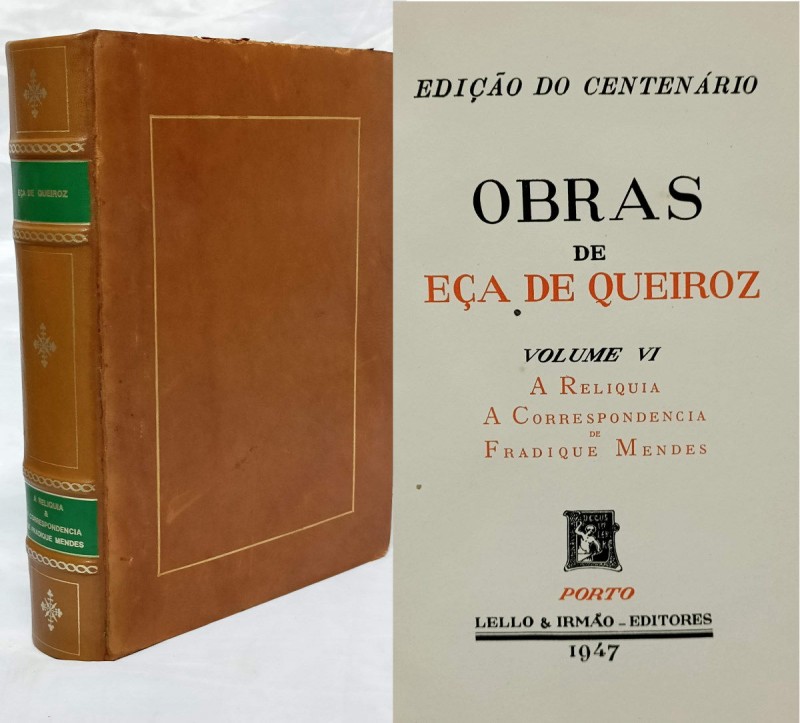 EÇA DE QUEIROZ
A RELIQUIA
A
CORRESPONDENCIA
DE FRADIQUE MENDES
EDIÇÃO DO CENTENÁRIO
OBRAS
DE
EÇA DE QUEIROZ
VOLUME VI
A RELIQUIA
A CORRESPONDENCIA
DE
FRADIQUE MENDES
PORTO
LELLO & IRMÃO – EDITORES
1947